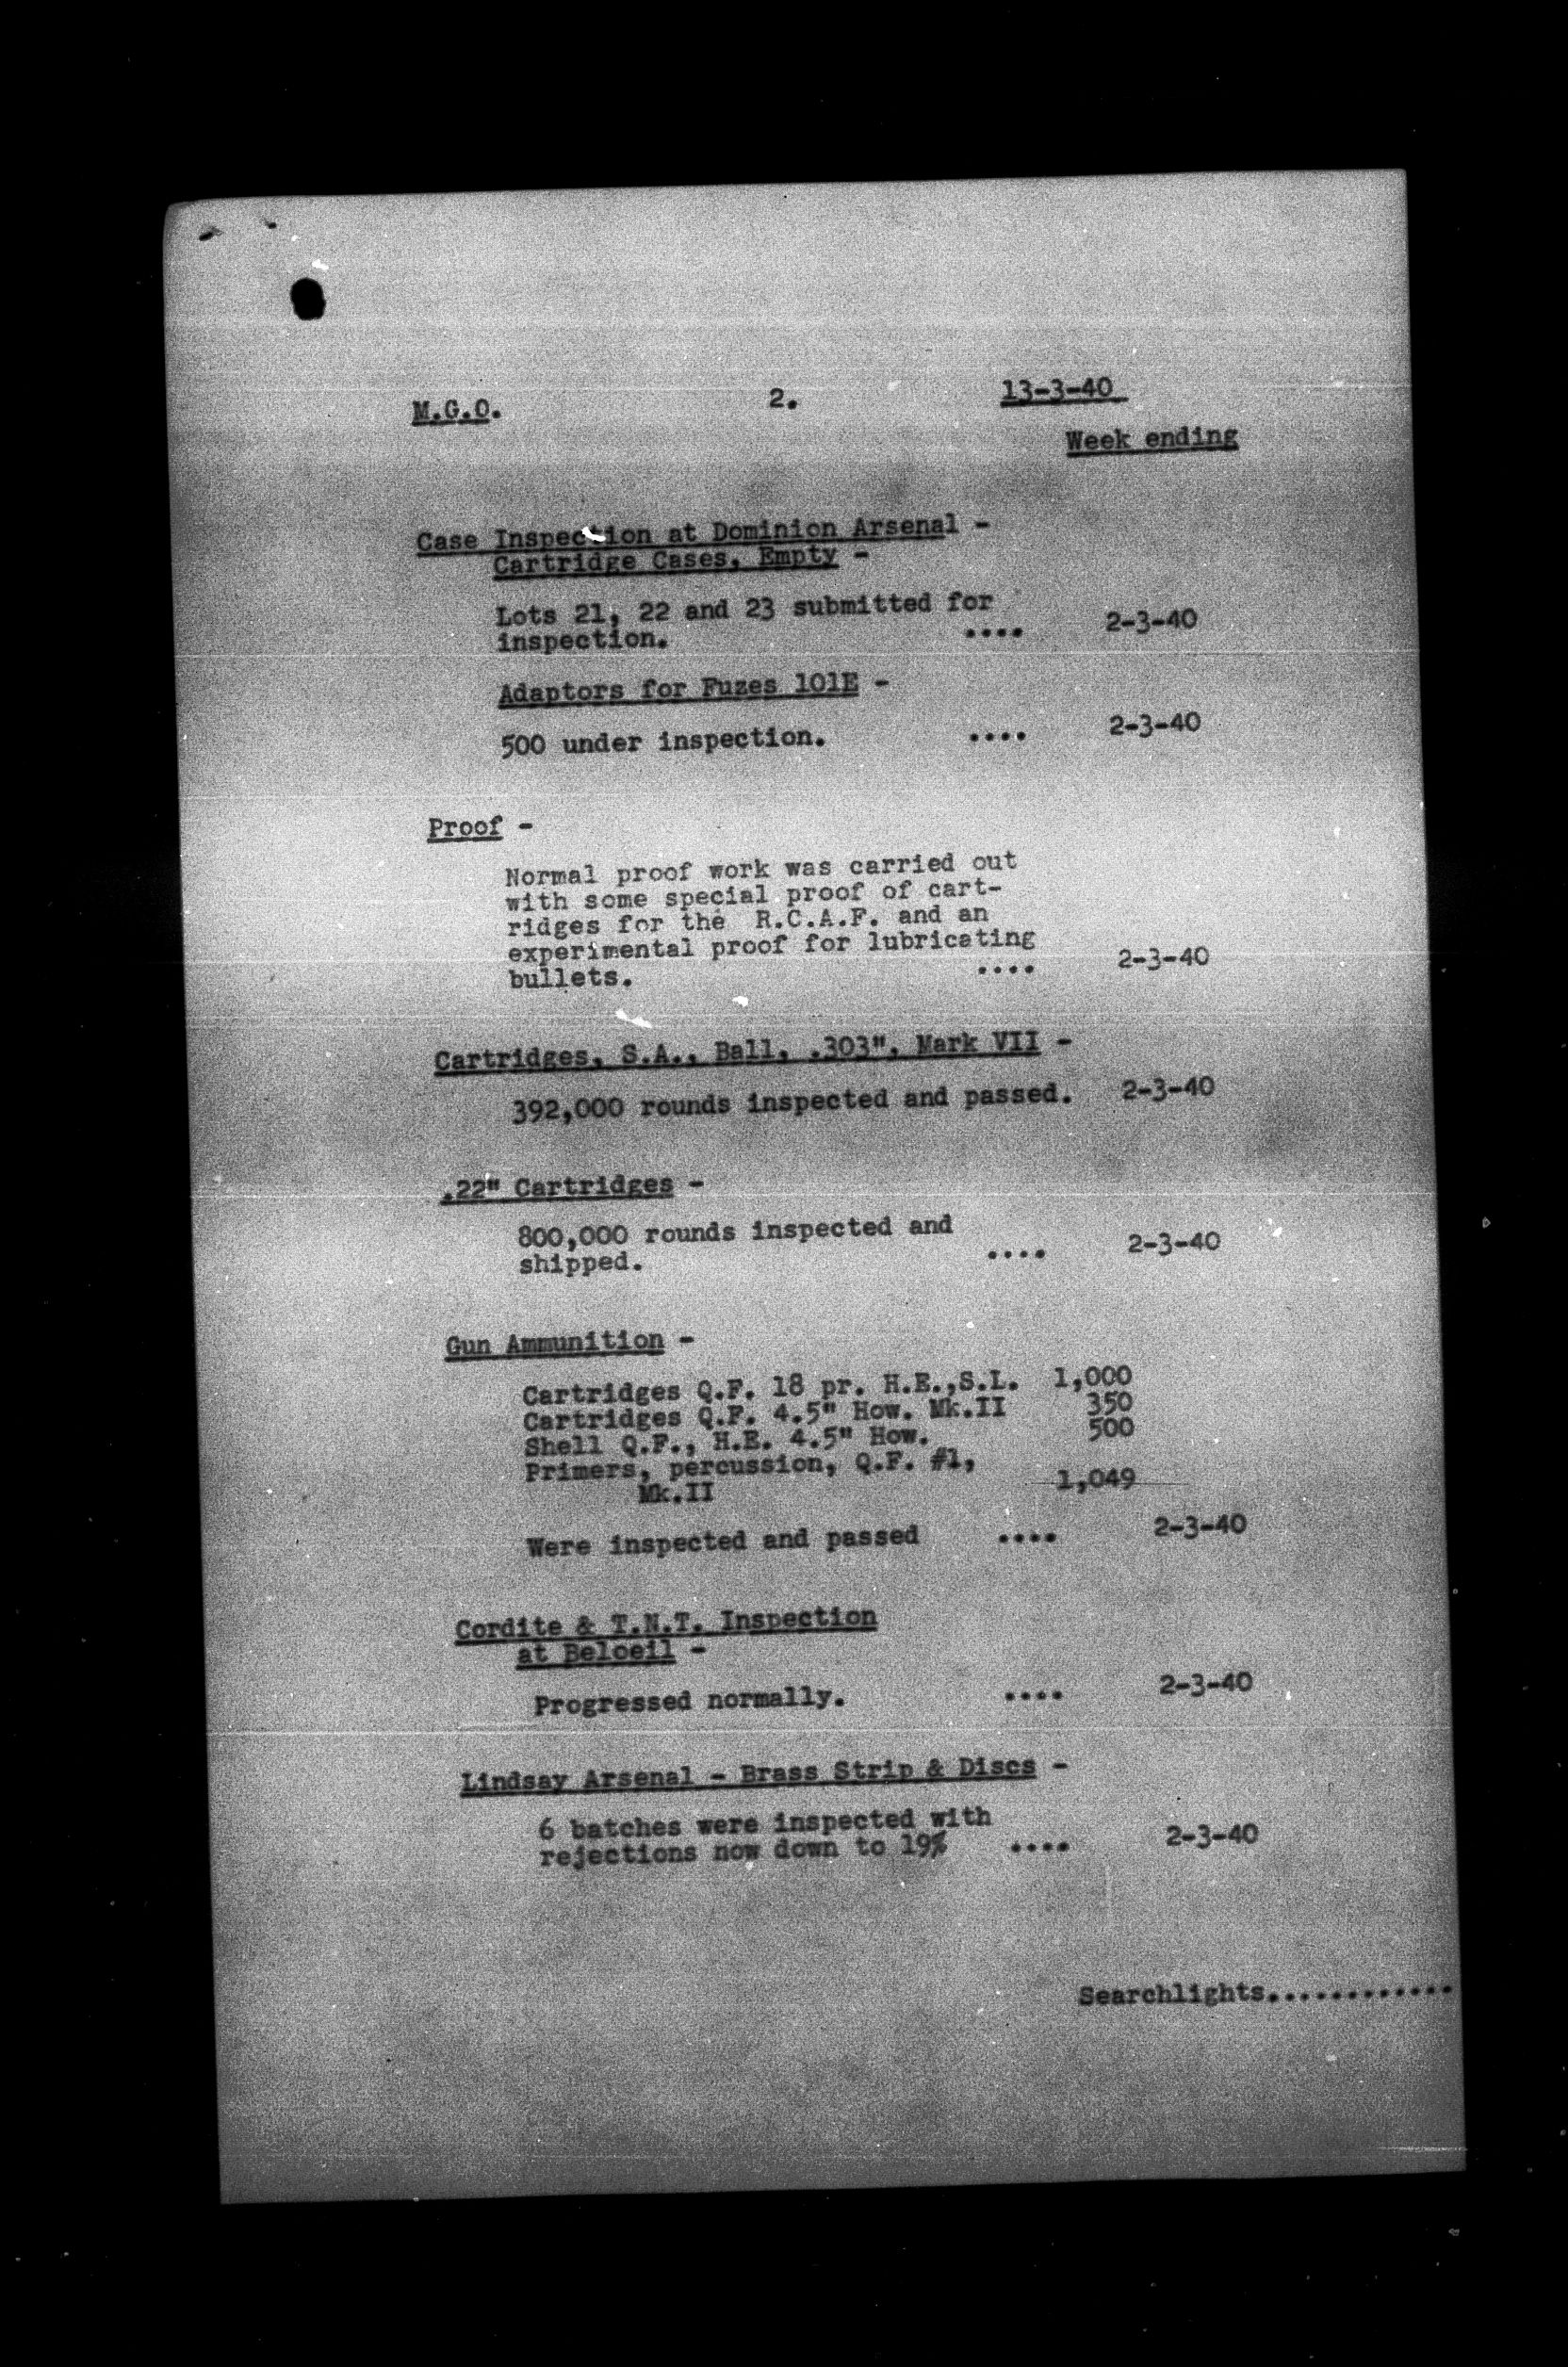 M.G.O. 2. 13-3-40
Week ending
Case Inspection at Dominion Arsenal -
Cartridge Cases, Empty -
Lots 21, 22 and 23 submitted for
inspection. .... 2-3-40
Adaptors for Fuzes 101E -
500 under inspection. .... 2-3-40
Proof -
Normal proof work was carried out
with some special proof of cart-
ridges for the R.C.A.F. and an
experimental proof for lubricating
bullets. .... 2-3-40
Cartridges, S.A., Ball, .303", Mark VII -
392,000 rounds inspected and passed. 2-3-40
.22" Cartridges -
800,000 rounds inspected and
shipped. .... 2-3-40
Gun Ammunition -
Cartridges Q.F. 18 pr. H.E.,S.L. 1,000
Cartridges Q.F. 4.5" How. Mk.II 350
Shell Q.F., H.E. 4.5" How. 500
Primers, percussion, Q.F. #1,
Mk.II 1,049
Were inspected and passed .... 2-3-40
Cordite & T.N.T. Inspection
at Beloeil -
Progressed normally. .... 2-3-40
Lindsay Arsenal - Brass Strip & Discs -
6 batches were inspected with
rejections now down to 19% .... 2-3-40
Searchlights............